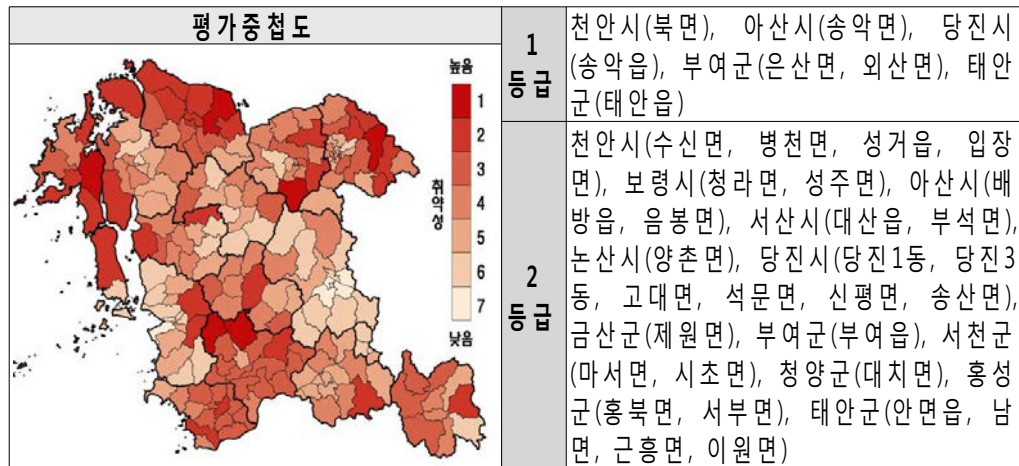 평가중첩도
높음
1
2
3
4
5
6
7
낮음
취약성
1
등급
천안시(북면), 아산시(송악면), 당진시
(송악읍), 부여군(은산면, 외산면), 태안
군(태안읍)
2
등급
천안시(수신면, 병천면, 성거읍, 입장
면), 보령시(청라면, 성주면), 아산시(배
방읍, 음봉면), 서산시(대산읍, 부석면),
논산시(양촌면), 당진시(당진1동, 당진3
동, 고대면, 석문면, 신평면, 송산면),
금산군(제원면), 부여군(부여읍), 서천군
(마서면, 시초면), 청양군(대치면), 홍성
군(홍북면, 서부면), 태안군(안면읍, 남
면, 근흥면, 이원면)